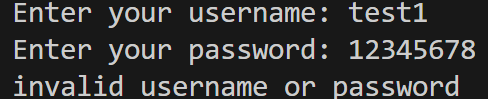 Enter your username: test1
Enter your password: 12345678
invalid username or password